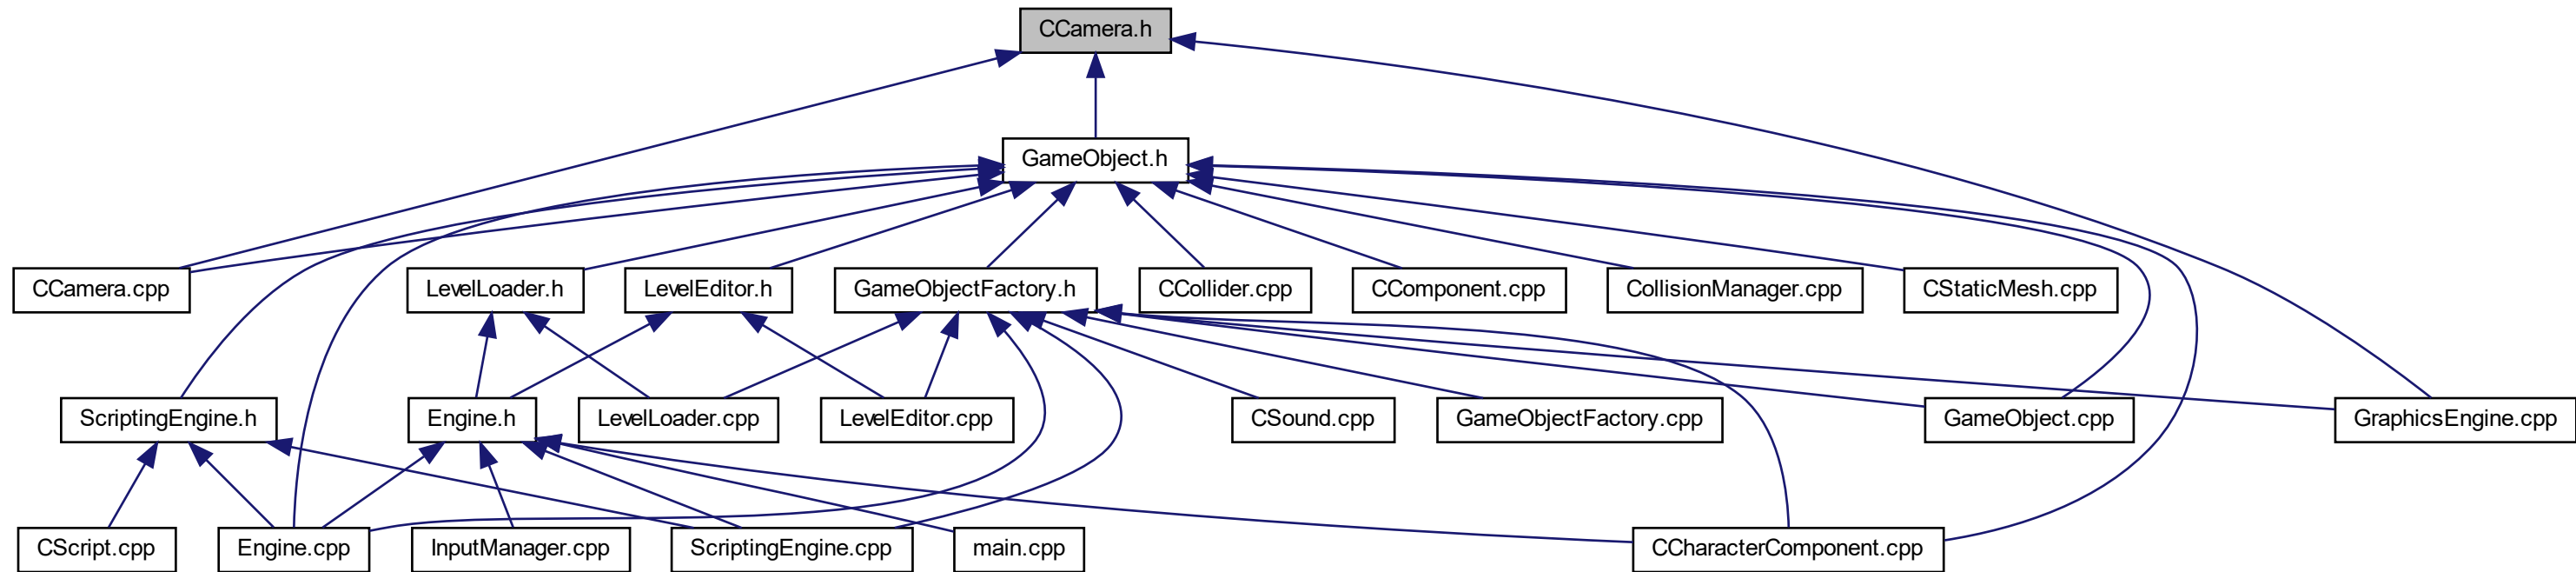 CCamera.h
GameObject.h
CCamera.cpp
LevelLoader.h
LevelEditor.h
GameObjectFactory.h
CCollider.cpp
CComponent.cpp
CollisionManager.cpp
CStaticMesh.cpp
ScriptingEngine.h
Engine.h
LevelLoader.cpp
LevelEditor.cpp
CSound.cpp
GameObjectFactory.cpp
GameObject.cpp
GraphicsEngine.cpp
CScript.cpp
Engine.cpp
InputManager.cpp
ScriptingEngine.cpp
main.cpp
CCharacterComponent.cpp